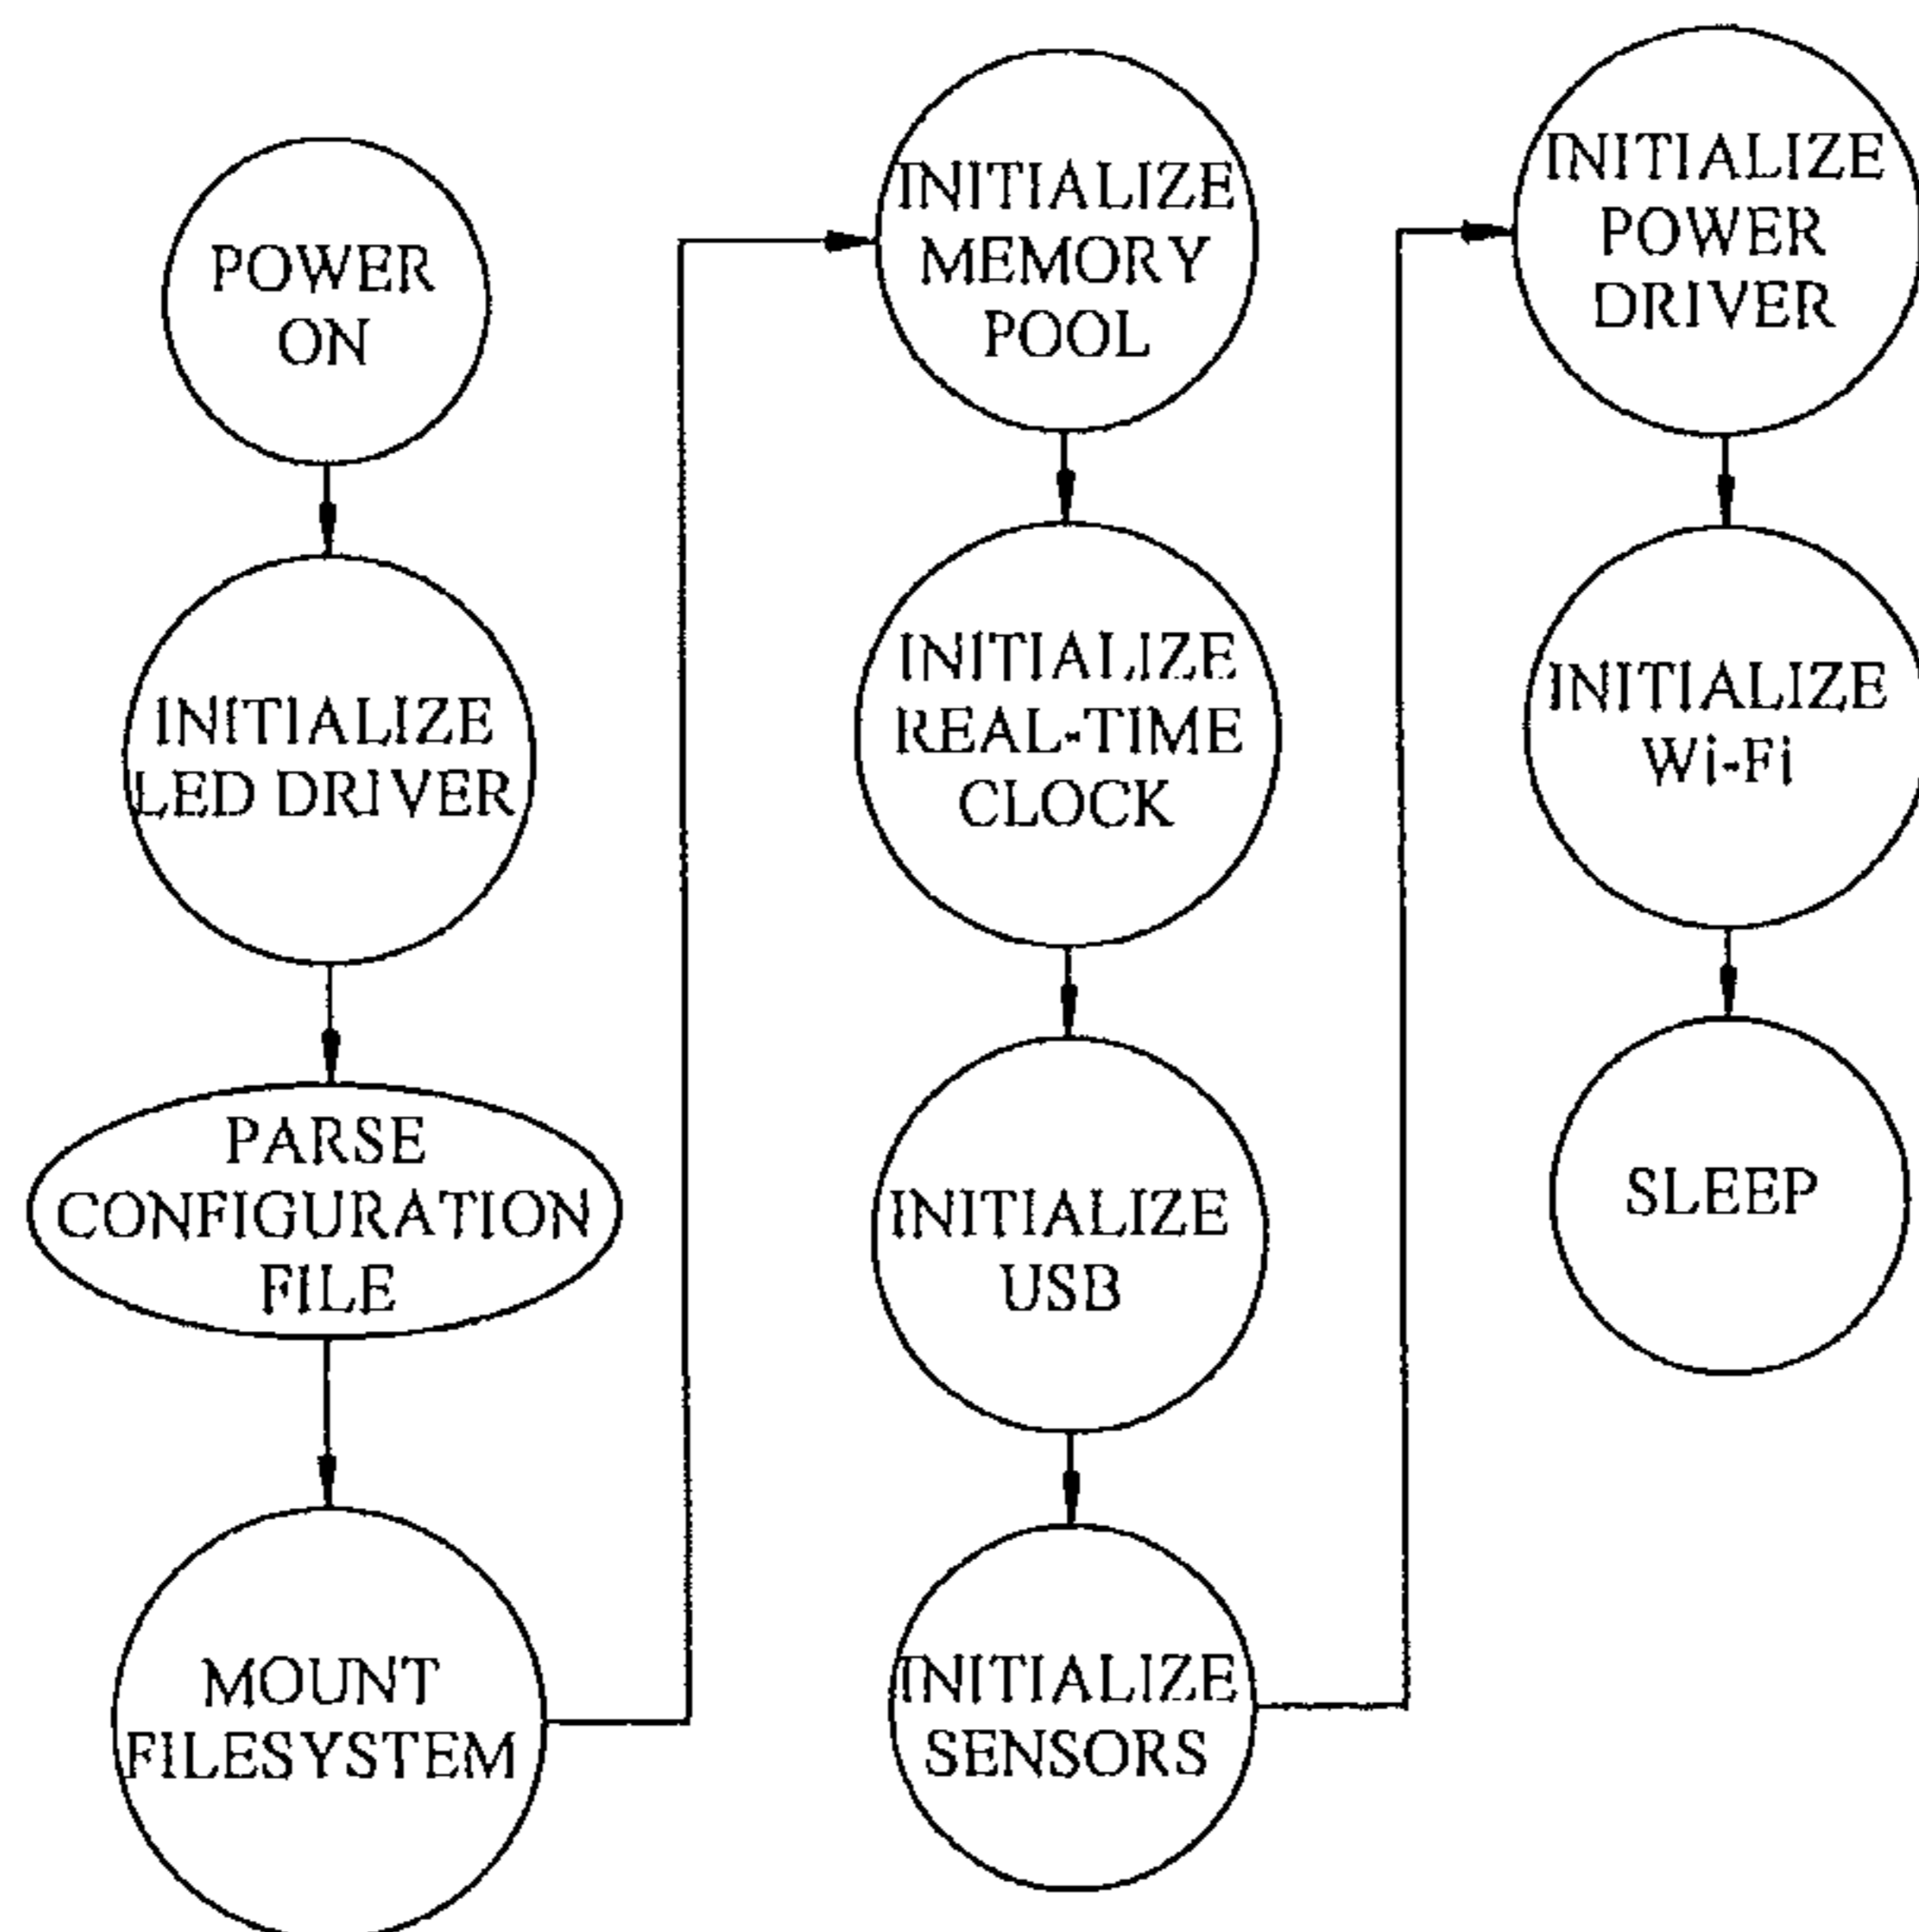 POWER
ON
INITIALIZE
LED DRIVER
PARSE
CONFIGURATION
FILE
MOUNT
FILESYSTEM
INITIALIZE
MEMORY
POOL
INITIALIZE
REAL-TIME
CLOCK
INITIALIZE
USB
INITIALIZE
SENSORS
INITIALIZE
POWER
DRIVER
INITIALIZE
Wi-Fi
SLEEP